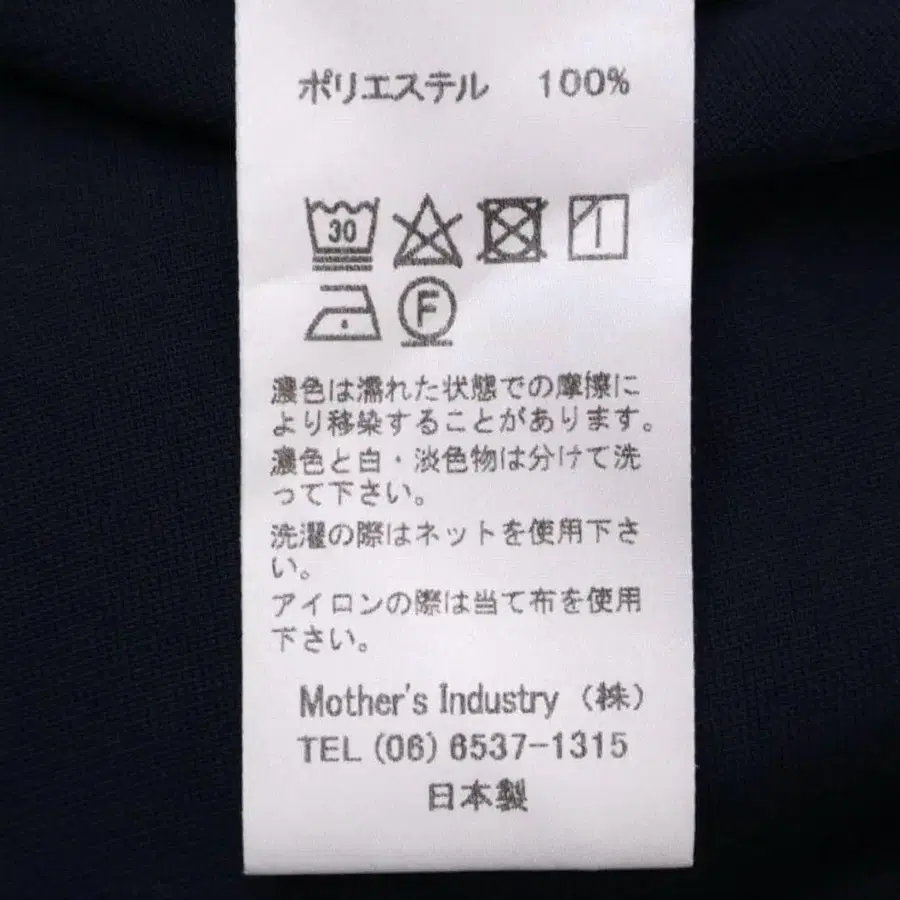 ポリエステル 100%
30
F
濃色は濡れた状態での摩擦に
より移染することがあります。
濃色と白・淡色物は分けて洗
って下さい。
洗濯の際はネットを使用下さ
い。
アイロンの際は当て布を使用
下さい。
Mother's Industry (株)
TEL (06) 6537-1315
日本製